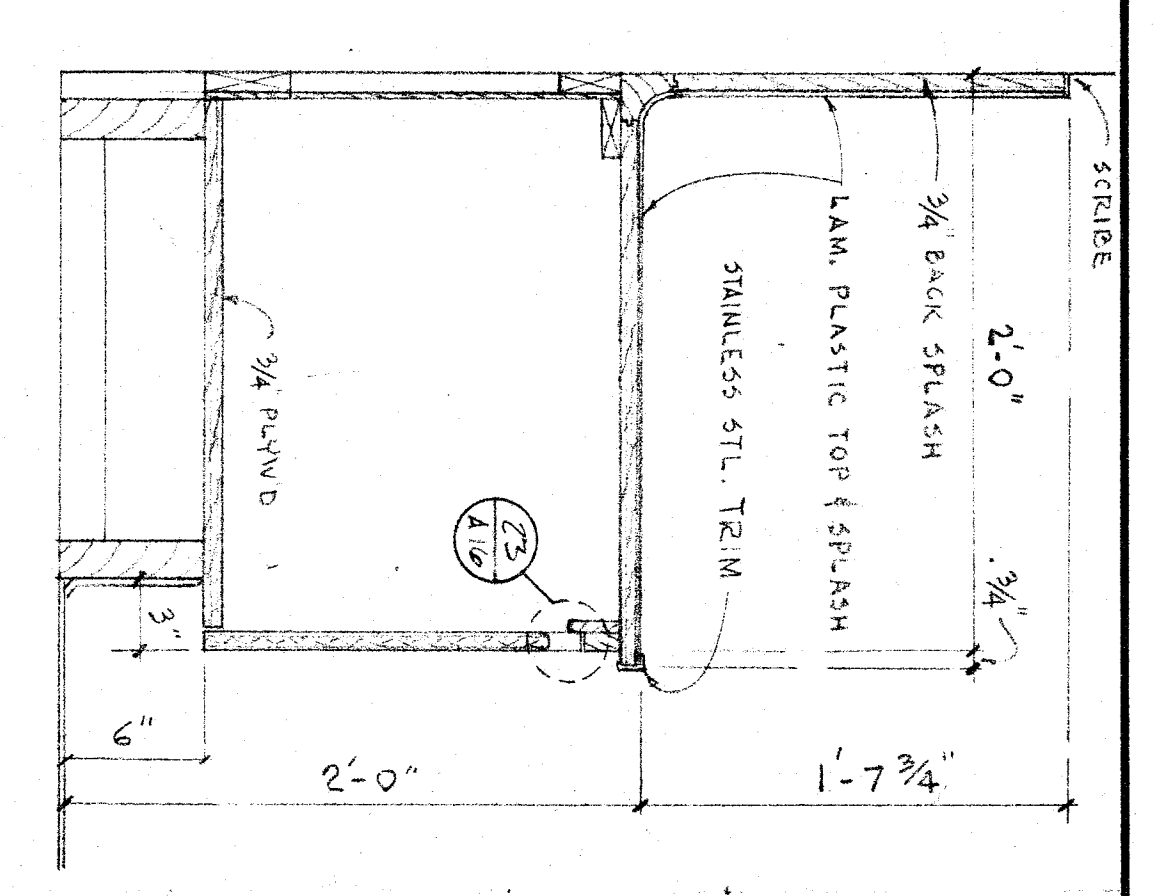 SCRIBE
3/4" BACK SPLASH
LAM. PLASTIC TOP & SPLASH
STAINLESS STL. TRIM
2'-0"
3/4"
3/4" PLYW'D
23
A16
3"
6"
2'-0"
1'-7 3/4"